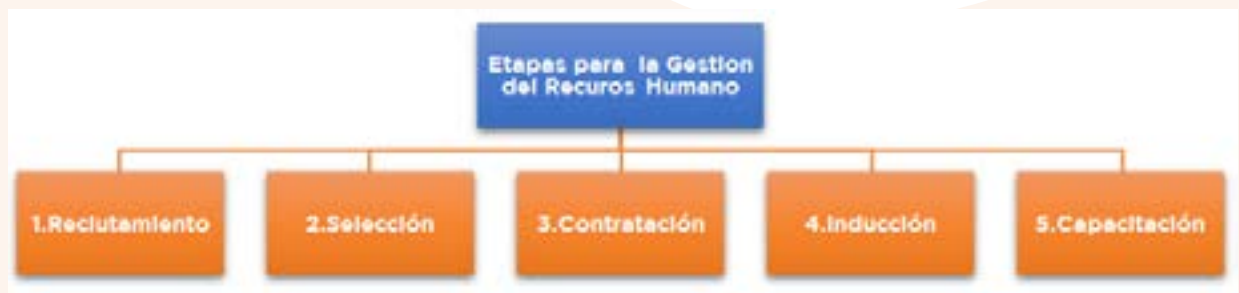 Etapas para la Gestion
del Recuros Humano
1.Reclutamiento
2.Selección
3.Contratación
4.Inducción
5.Capacitación